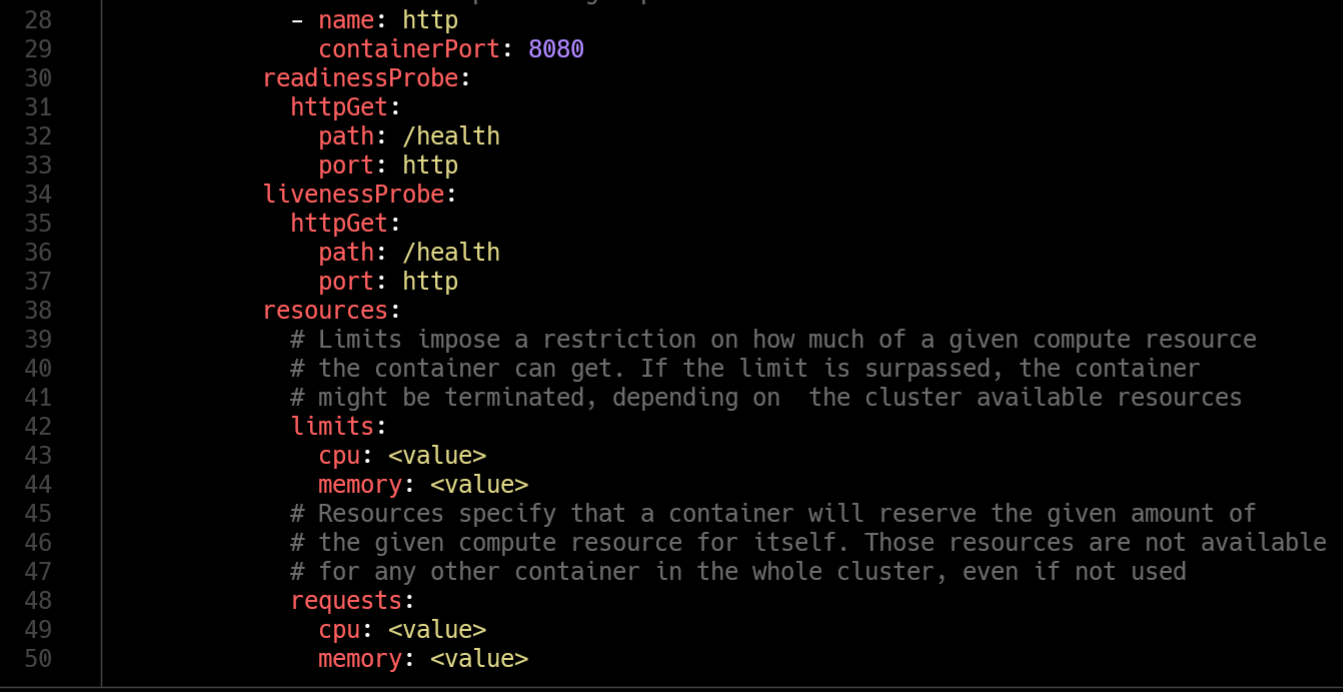 28 - name: http
29 containerPort: 8080
30 readinessProbe:
31 httpGet:
32 path: /health
33 port: http
34 livenessProbe:
35 httpGet:
36 path: /health
37 port: http
38 resources:
39 # Limits impose a restriction on how much of a given compute resource
40 # the container can get. If the limit is surpassed, the container
41 # might be terminated, depending on  the cluster available resources
42 limits:
43 cpu: <value>
44 memory: <value>
45 # Resources specify that a container will reserve the given amount of
46 # the given compute resource for itself. Those resources are not available
47 # for any other container in the whole cluster, even if not used
48 requests:
49 cpu: <value>
50 memory: <value>